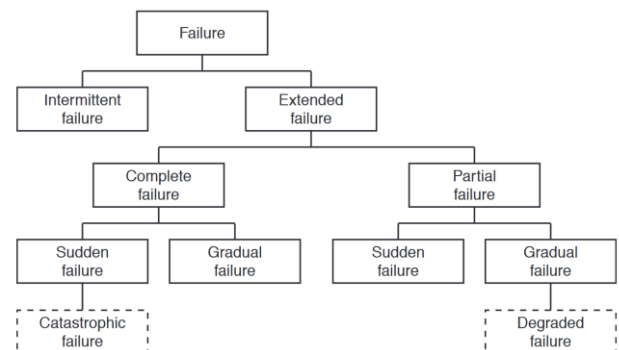 Failure
Intermittent
failure
Extended
failure
Complete
failure
Partial
failure
Sudden
failure
Gradual
failure
Sudden
failure
Gradual
failure
Catastrophic
failure
Degraded
failure